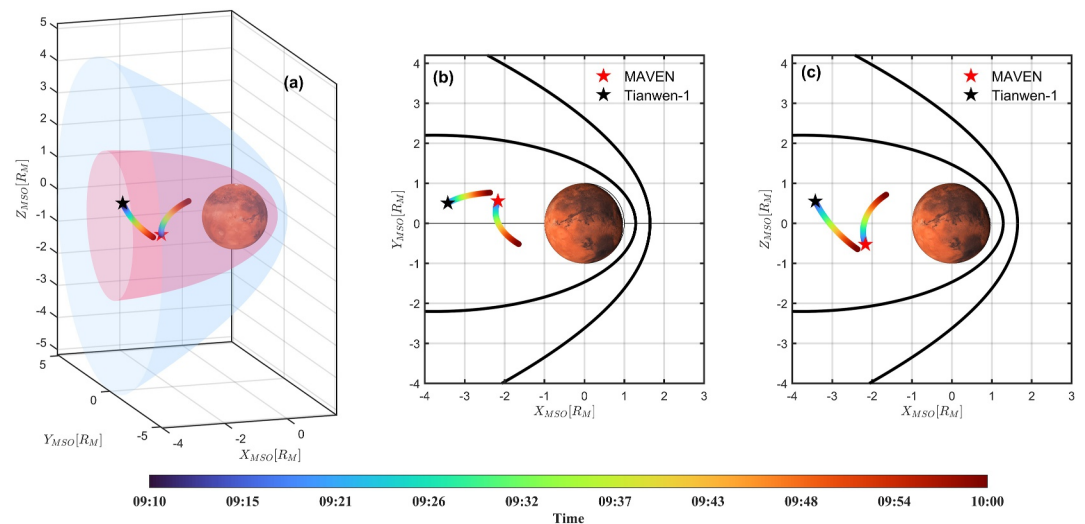 (a)
5
4
3
2
1
0
-1
-2
-3
-4
-5
Z_MSO[R_M]
5
0
-5
Y_MSO[R_M]
-4
-2
0
X_MSO[R_M]
(b)
MAVEN
Tianwen-1
4
3
2
1
0
-1
-2
-3
-4
Y_MSO[R_M]
-4 -3 -2 -1 0 1 2 3
X_MSO[R_M]
(c)
MAVEN
Tianwen-1
4
3
2
1
0
-1
-2
-3
-4
Z_MSO[R_M]
-4 -3 -2 -1 0 1 2 3
X_MSO[R_M]
09:10 09:15 09:21 09:26 09:32 09:37 09:43 09:48 09:54 10:00
Time